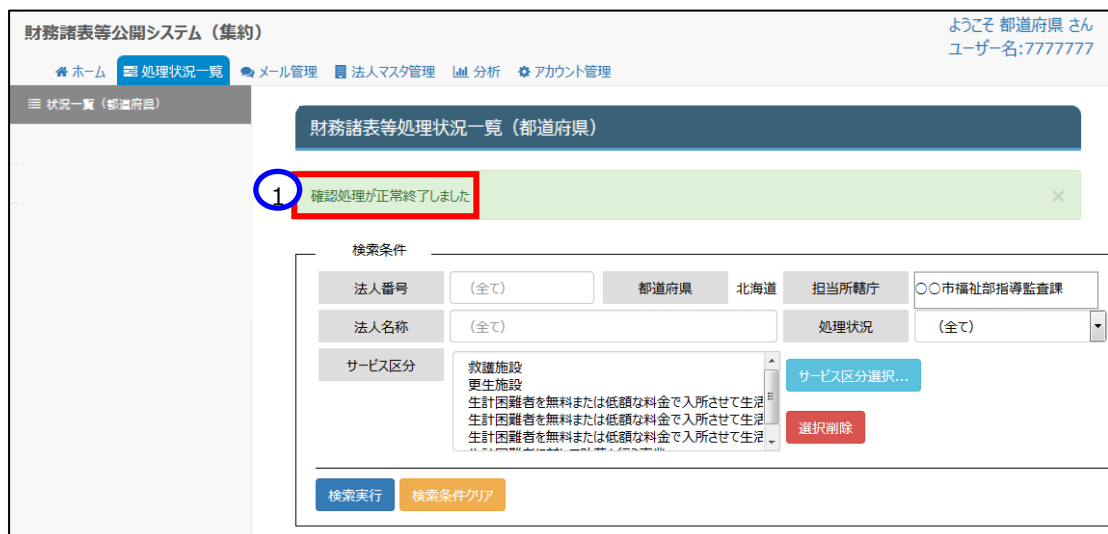 財務諸表等公開システム（集約）
ようこそ 都道府県 さん
ユーザー名:7777777
ホーム 処理状況一覧 メール管理 法人マスタ管理 分析 アカウント管理
状況一覧（都道府県）
財務諸表等処理状況一覧（都道府県）
1 確認処理が正常終了しました ×
検索条件
法人番号 （全て） 都道府県 北海道 担当所轄庁 〇〇市福祉部指導監査課
法人名称 （全て） 処理状況 （全て）
サービス区分 救護施設 サービス区分選択...
更生施設
生計困難者を無料または低額な料金で入所させて生活
生計困難者を無料または低額な料金で入所させて生活
生計困難者を無料または低額な料金で入所させて生活
選択削除
検索実行 検索条件クリア